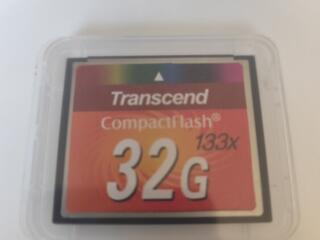 Transcend
CompactFlash®
133x
32G